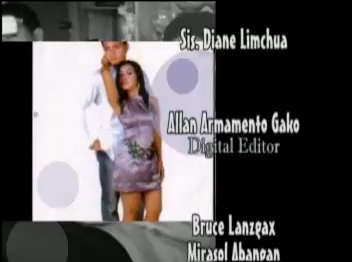 Sis. Diane Limchua
Allan Armamento Gako
Digital Editor
Bruce Lanzgax
Mirasol Abangan